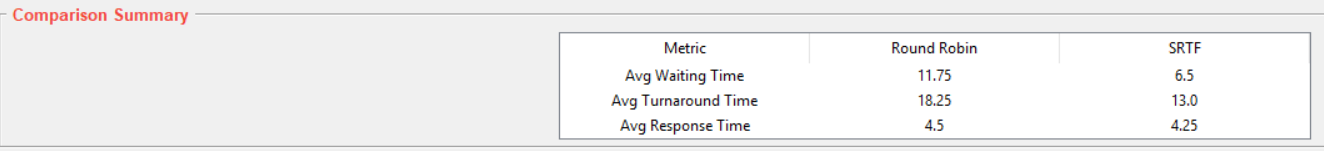 Comparison Summary
Metric Round Robin SRTF
Avg Waiting Time 11.75 6.5
Avg Turnaround Time 18.25 13.0
Avg Response Time 4.5 4.25